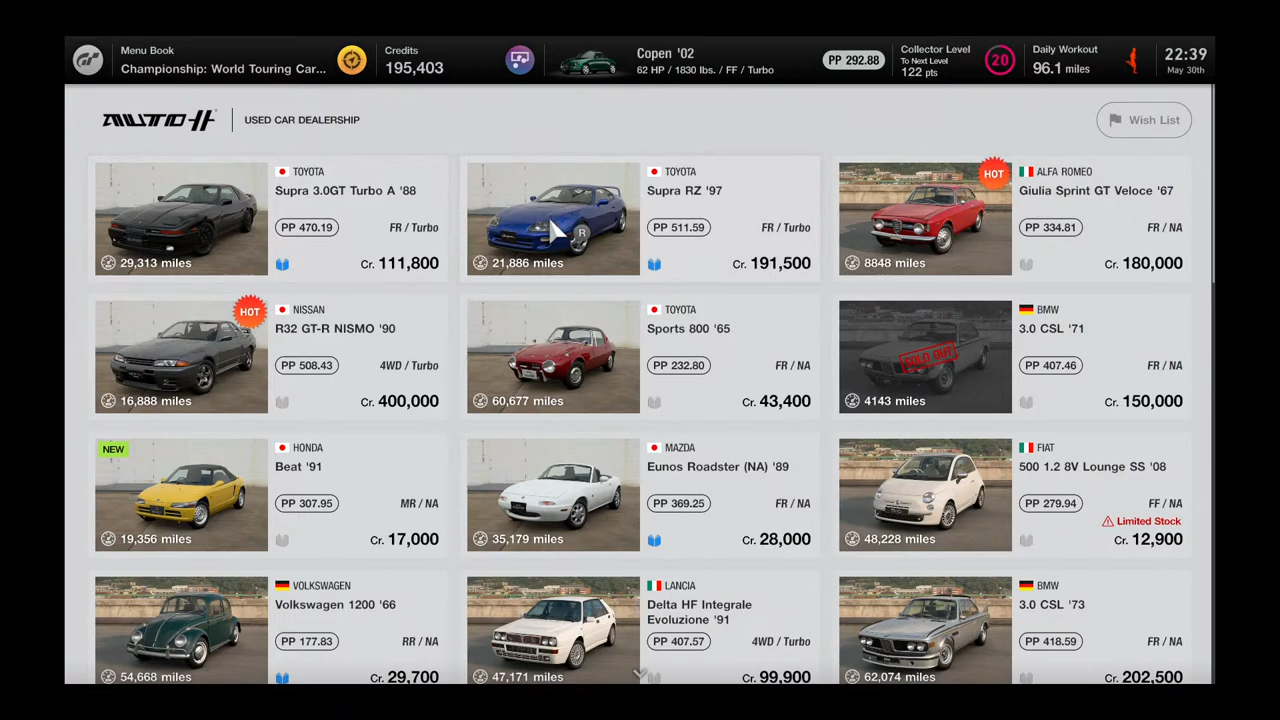 GT
Menu Book
Championship: World Touring Car...
Credits
195,403
Copen '02
62 HP / 1830 lbs. / FF / Turbo
PP 292.88
Collector Level
To Next Level
122 pts
20
Daily Workout
96.1 miles
22:39
May 30th
AUTO
USED CAR DEALERSHIP
Wish List
TOYOTA
Supra 3.0GT Turbo A '88
PP 470.19
FR / Turbo
29,313 miles
Cr. 111,800
TOYOTA
Supra RZ '97
PP 511.59
FR / Turbo
R
21,886 miles
Cr. 191,500
HOT
ALFA ROMEO
Giulia Sprint GT Veloce '67
PP 334.81
FR / NA
8848 miles
Cr. 180,000
HOT
NISSAN
R32 GT-R NISMO '90
PP 508.43
4WD / Turbo
16,888 miles
Cr. 400,000
TOYOTA
Sports 800 '65
PP 232.80
FR / NA
60,677 miles
Cr. 43,400
BMW
3.0 CSL '71
SOLD OUT
PP 407.46
FR / NA
4143 miles
Cr. 150,000
NEW
HONDA
Beat '91
PP 307.95
MR / NA
19,356 miles
Cr. 17,000
MAZDA
Eunos Roadster (NA) '89
PP 369.25
FR / NA
35,179 miles
Cr. 28,000
FIAT
500 1.2 8V Lounge SS '08
PP 279.94
FF / NA
Limited Stock
48,228 miles
Cr. 12,900
VOLKSWAGEN
Volkswagen 1200 '66
PP 177.83
RR / NA
54,668 miles
Cr. 29,700
LANCIA
Delta HF Integrale
Evoluzione '91
PP 407.57
4WD / Turbo
47,171 miles
Cr. 99,900
BMW
3.0 CSL '73
PP 418.59
FR / NA
62,074 miles
Cr. 202,500